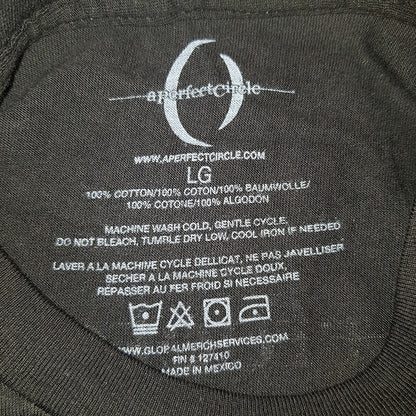 aPerfectCircle
WWW.APERFECTCIRCLE.COM
LG
100% COTTON/100% COTON/100% BAUMWOLLE/
100% COTONE/100% ALGODON
MACHINE WASH COLD, GENTLE CYCLE.
DO NOT BLEACH, TUMBLE DRY LOW, COOL IRON IF NEEDED
LAVER A LA MACHINE CYCLE DELLICAT, NE PAS JAVELLISER
SECHER A LA MACHINE CYCLE DOUX,
REPASSER AU FER FROID SI NECESSAIRE
WWW.GLOBALMERCHSERVICES.COM
FIN # 127410
MADE IN MEXICO